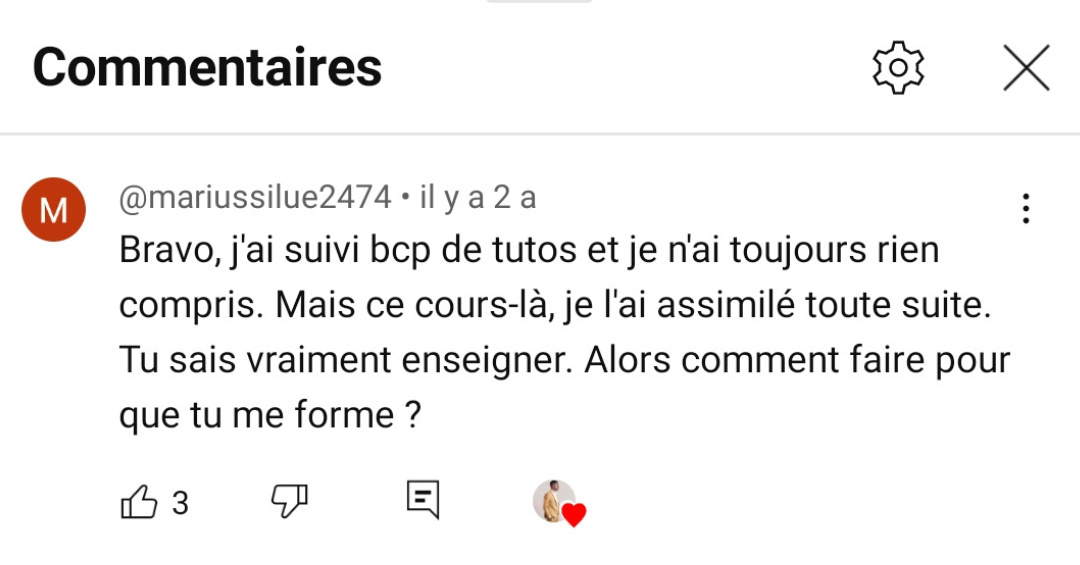 Commentaires
M
@mariussilue2474 • il y a 2 a
Bravo, j'ai suivi bcp de tutos et je n'ai toujours rien
compris. Mais ce cours-là, je l'ai assimilé toute suite.
Tu sais vraiment enseigner. Alors comment faire pour
que tu me forme ?
3